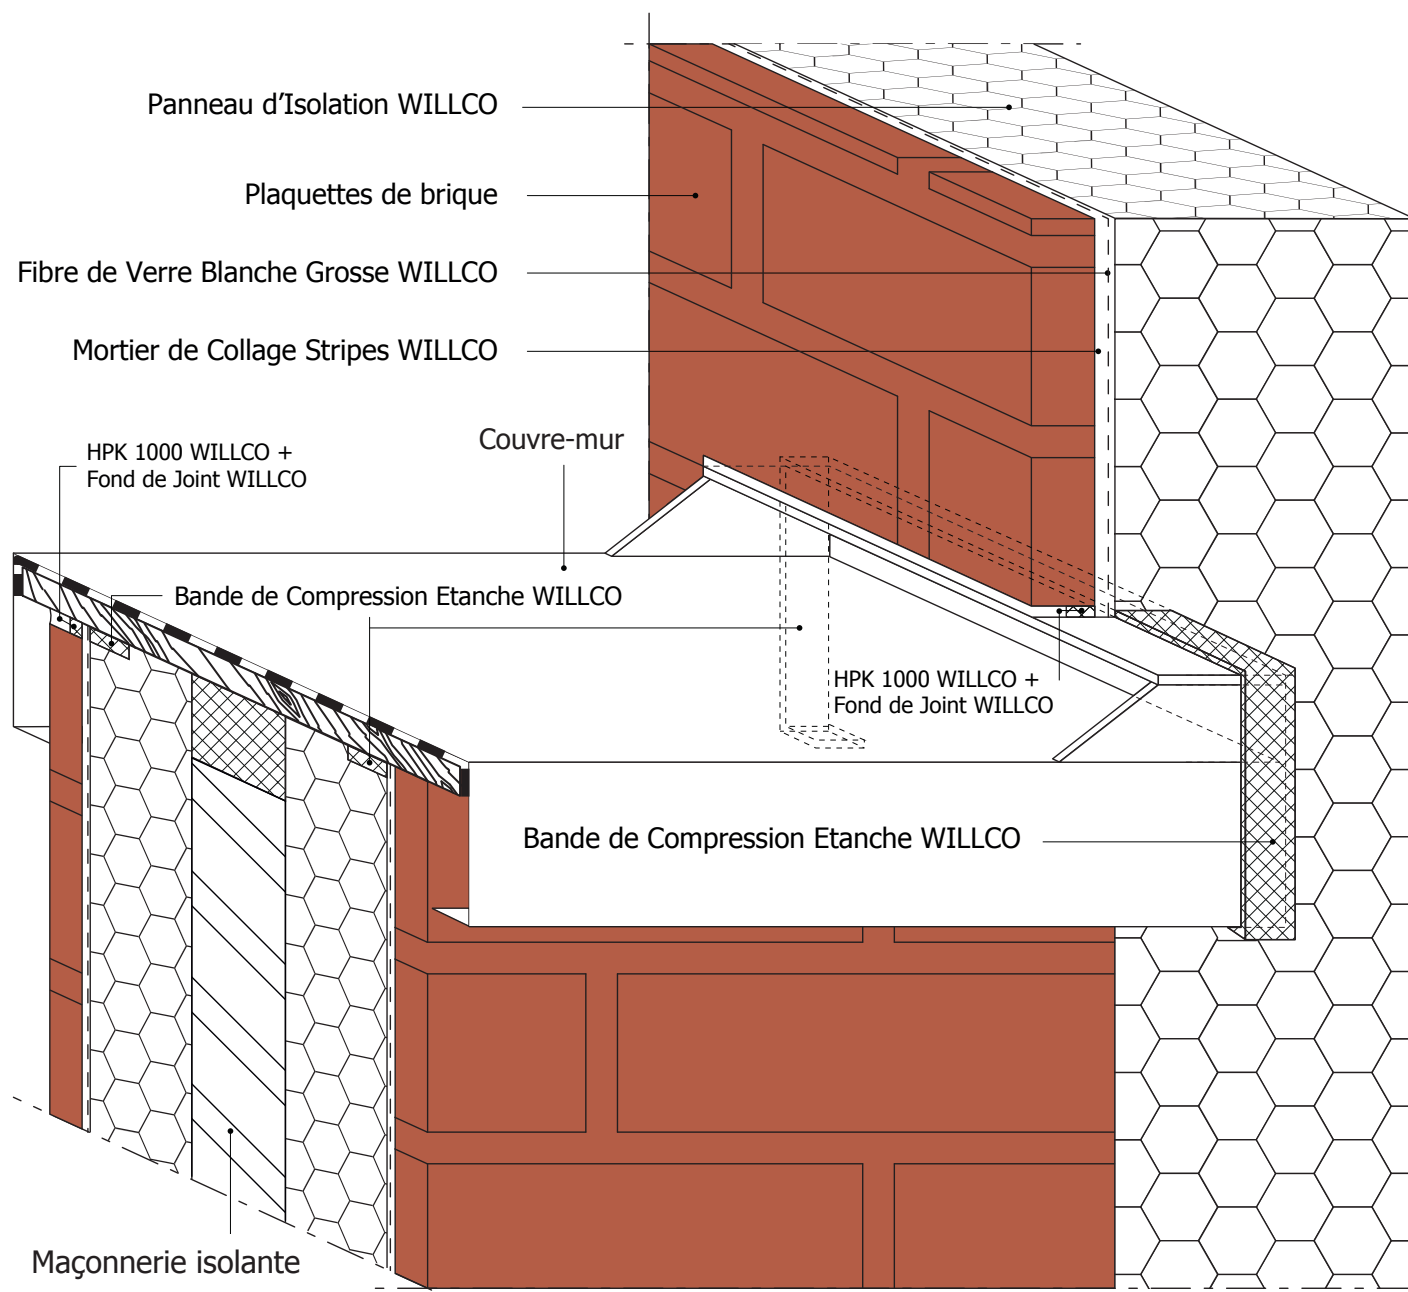 Panneau d’Isolation WILLCO
Plaquettes de brique
Fibre de Verre Blanche Grosse WILLCO
Mortier de Collage Stripes WILLCO
Couvre-mur
HPK 1000 WILLCO +
Fond de Joint WILLCO
Bande de Compression Etanche WILLCO
HPK 1000 WILLCO +
Fond de Joint WILLCO
Bande de Compression Etanche WILLCO
Maçonnerie isolante